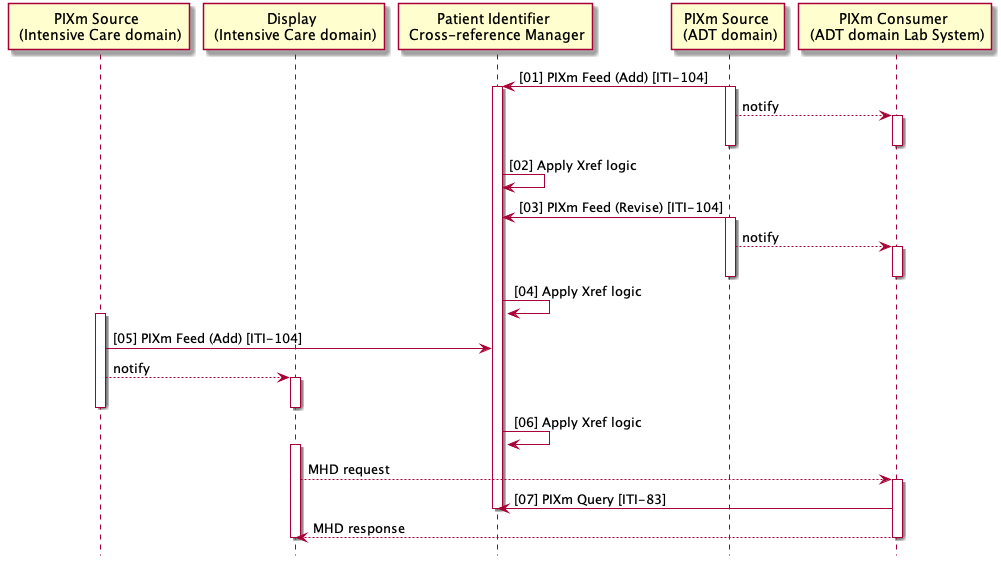 PIXm Source
(Intensive Care domain)
Display
(Intensive Care domain)
Patient Identifier
Cross-reference Manager
PIXm Source
(ADT domain)
PIXm Consumer
(ADT domain Lab System)
[01] PIXm Feed (Add) [ITI-104]
notify
[02] Apply Xref logic
[03] PIXm Feed (Revise) [ITI-104]
notify
[04] Apply Xref logic
[05] PIXm Feed (Add) [ITI-104]
notify
[06] Apply Xref logic
MHD request
[07] PIXm Query [ITI-83]
MHD response